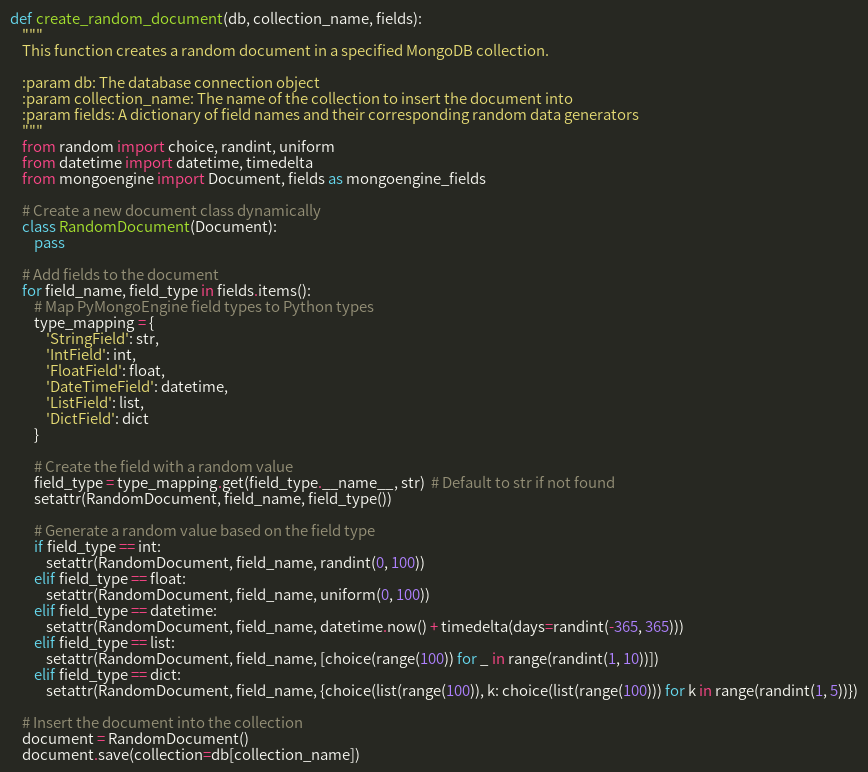 def create_random_document(db, collection_name, fields):
    """
    This function creates a random document in a specified MongoDB collection.

    :param db: The database connection object
    :param collection_name: The name of the collection to insert the document into
    :param fields: A dictionary of field names and their corresponding random data generators
    """
    from random import choice, randint, uniform
    from datetime import datetime, timedelta
    from mongoengine import Document, fields as mongoengine_fields

    # Create a new document class dynamically
    class RandomDocument(Document):
        pass

    # Add fields to the document
    for field_name, field_type in fields.items():
        # Map PyMongoEngine field types to Python types
        type_mapping = {
            'StringField': str,
            'IntField': int,
            'FloatField': float,
            'DateTimeField': datetime,
            'ListField': list,
            'DictField': dict
        }

        # Create the field with a random value
        field_type = type_mapping.get(field_type.__name__, str)  # Default to str if not found
        setattr(RandomDocument, field_name, field_type())

        # Generate a random value based on the field type
        if field_type == int:
            setattr(RandomDocument, field_name, randint(0, 100))
        elif field_type == float:
            setattr(RandomDocument, field_name, uniform(0, 100))
        elif field_type == datetime:
            setattr(RandomDocument, field_name, datetime.now() + timedelta(days=randint(-365, 365)))
        elif field_type == list:
            setattr(RandomDocument, field_name, [choice(range(100)) for _ in range(randint(1, 10))])
        elif field_type == dict:
            setattr(RandomDocument, field_name, {choice(list(range(100)), k: choice(list(range(100))) for k in range(randint(1, 5))})

    # Insert the document into the collection
    document = RandomDocument()
    document.save(collection=db[collection_name])